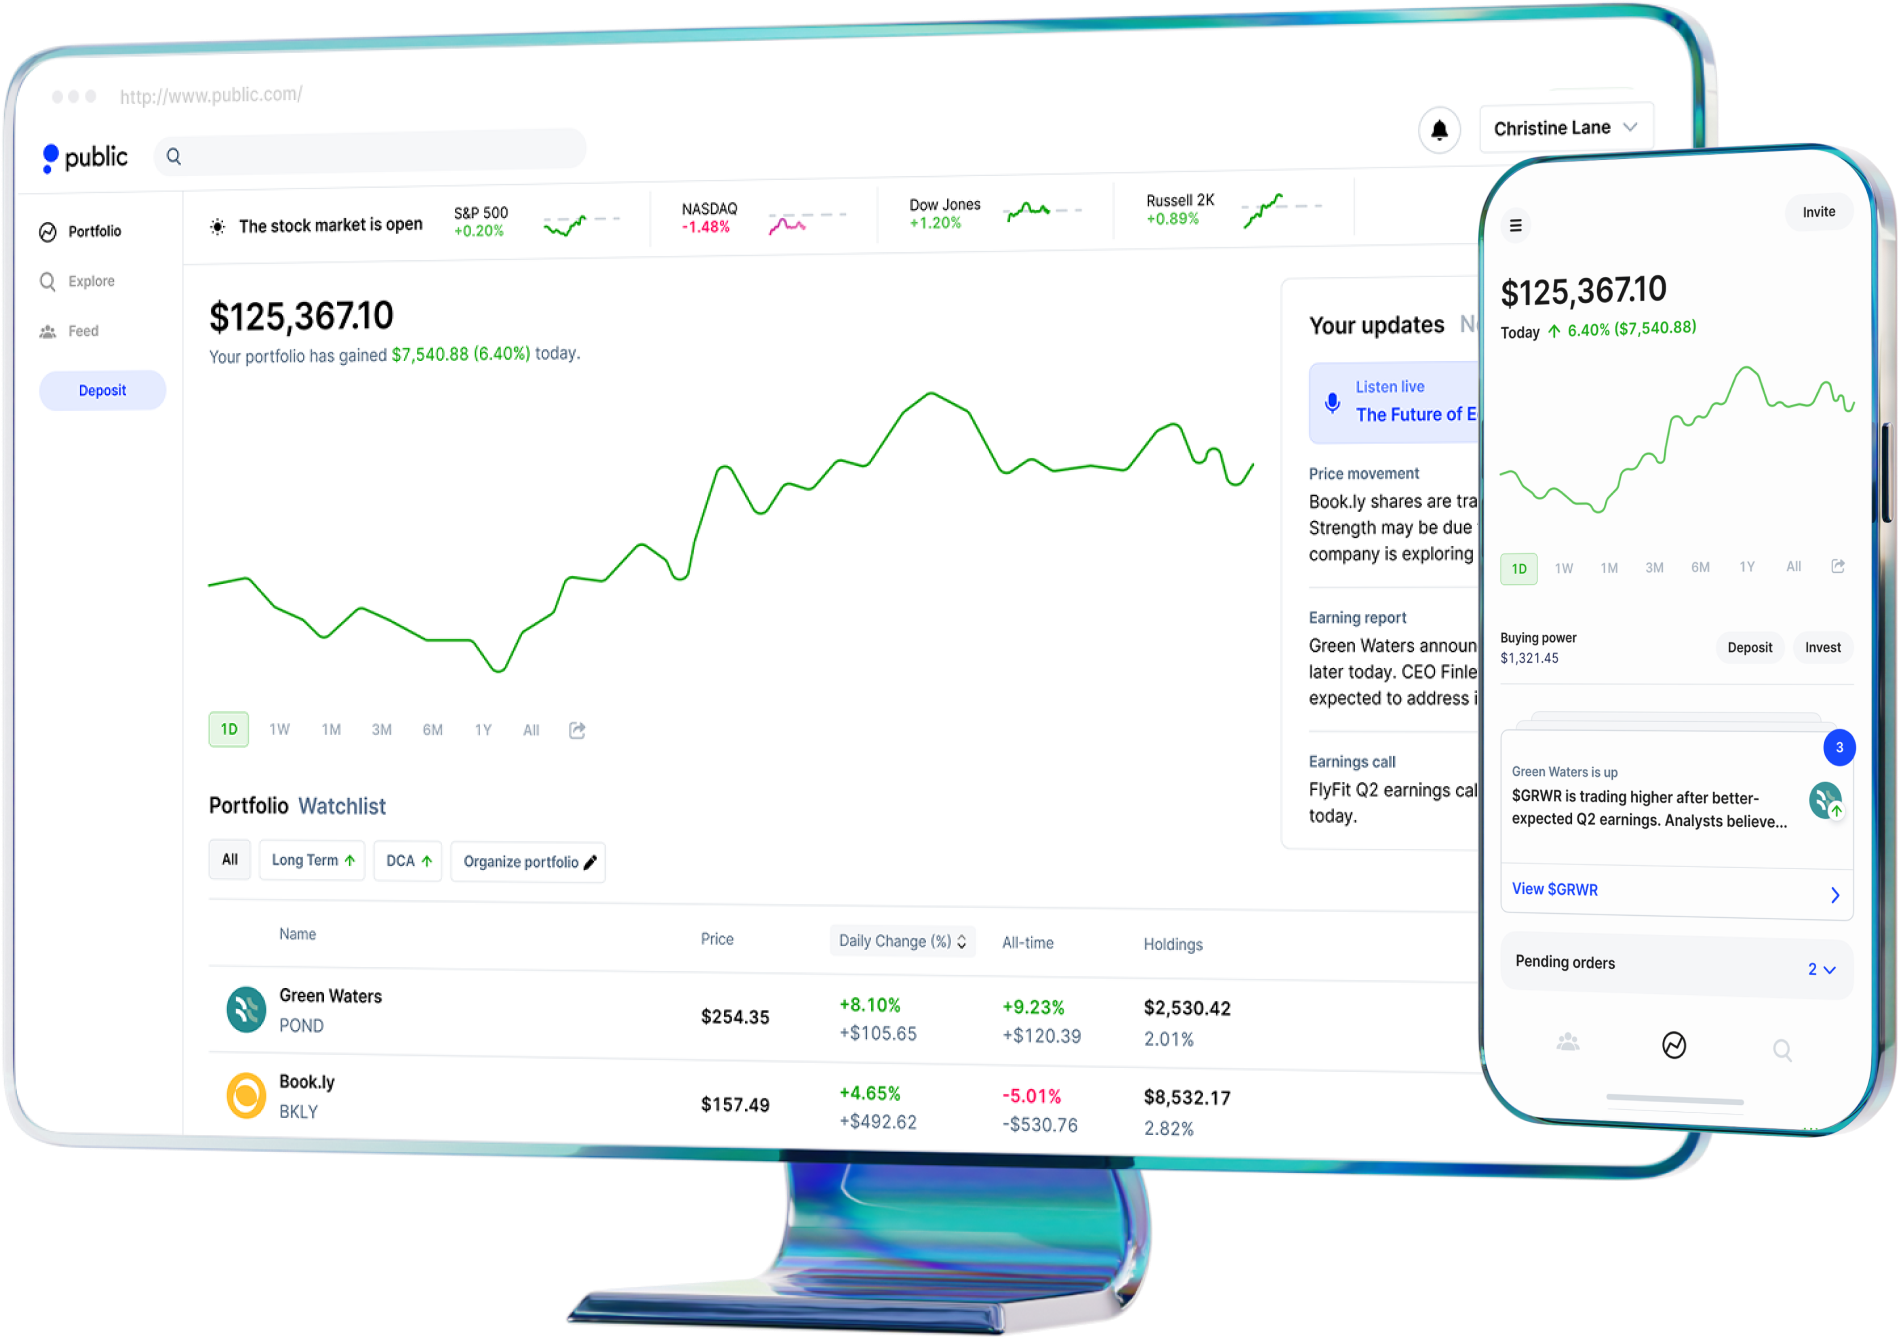 http://www.public.com/
public
Christine Lane
Portfolio
Explore
Feed
Deposit
The stock market is open
S&P 500
+0.20%
NASDAQ
-1.48%
Dow Jones
+1.20%
Russell 2K
+0.89%
$125,367.10
Your portfolio has gained $7,540.88 (6.40%) today.
1D 1W 1M 3M 6M 1Y All
Your updates
Listen live
The Future of E
Price movement
Book.ly shares are tra
Strength may be due
company is exploring
Earning report
Green Waters announ
later today. CEO Finle
expected to address i
Earnings call
FlyFit Q2 earnings cal
today.
Portfolio Watchlist
All Long Term DCA Organize portfolio
Name Price Daily Change (%) All-time Holdings
Green Waters
POND
$254.35
+8.10%
+$105.65
+9.23%
+$120.39
$2,530.42
2.01%
Book.ly
BKLY
$157.49
+4.65%
+$492.62
-5.01%
-$530.76
$8,532.17
2.82%
Invite
$125,367.10
Today 6.40% ($7,540.88)
1D 1W 1M 3M 6M 1Y All
Buying power
$1,321.45
Deposit Invest
3
Green Waters is up
$GRWR is trading higher after better-
expected Q2 earnings. Analysts believe...
View $GRWR
Pending orders
2